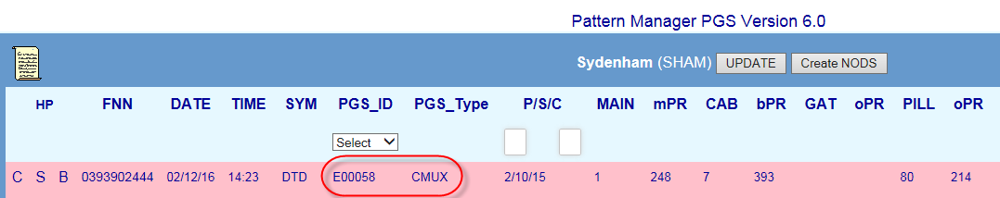 Pattern Manager PGS Version 6.0
Sydenham (SHAM) UPDATE Create NODS
HP FNN DATE TIME SYM PGS_ID PGS_Type P/S/C MAIN mPR CAB bPR GAT oPR PILL oPR
Select
C S B 0393902444 02/12/16 14:23 DTD E00058 CMUX 2/10/15 1 248 7 393 80 214